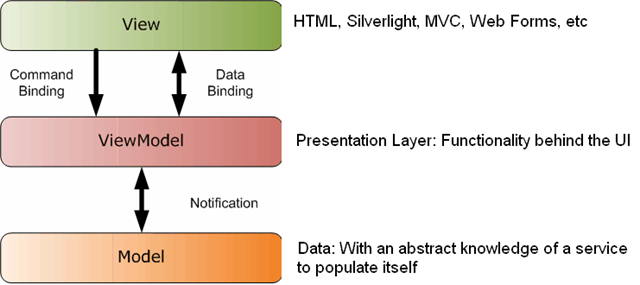 View
HTML, Silverlight, MVC, Web Forms, etc
Command
Binding
Data
Binding
ViewModel
Presentation Layer: Functionality behind the UI
Notification
Model
Data: With an abstract knowledge of a service
to populate itself